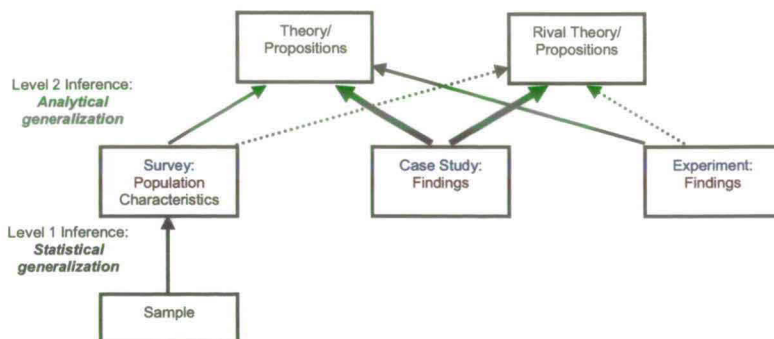 Theory/
Propositions
Rival Theory/
Propositions
Level 2 Inference:
Analytical
generalization
Survey:
Population
Characteristics
Case Study:
Findings
Experiment:
Findings
Level 1 Inference:
Statistical
generalization
Sample